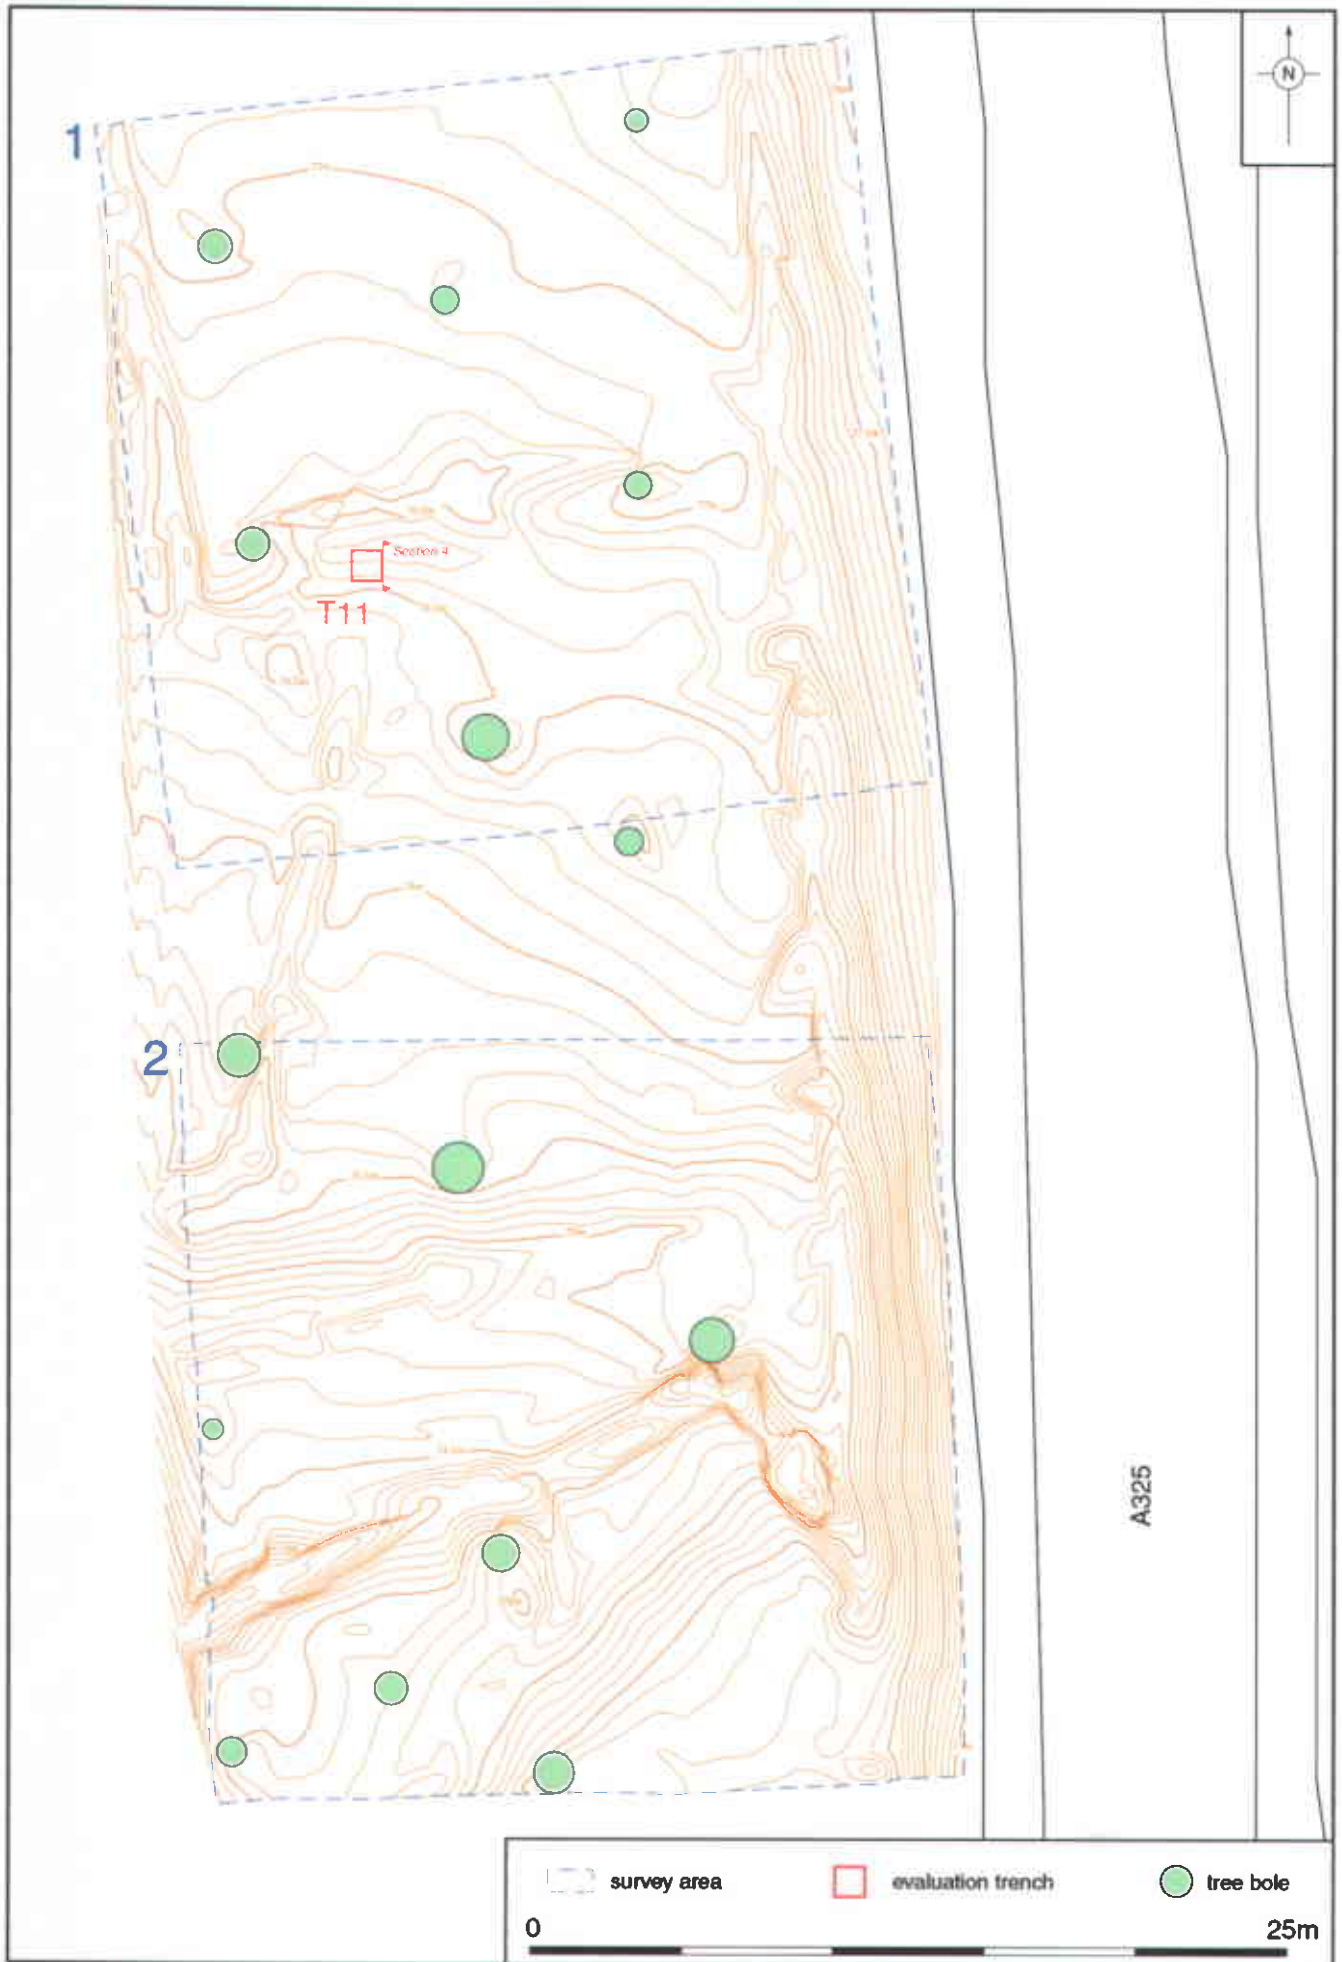 N
1
Section 4
T11
2
A325
survey area
evaluation trench
tree bole
0
25m